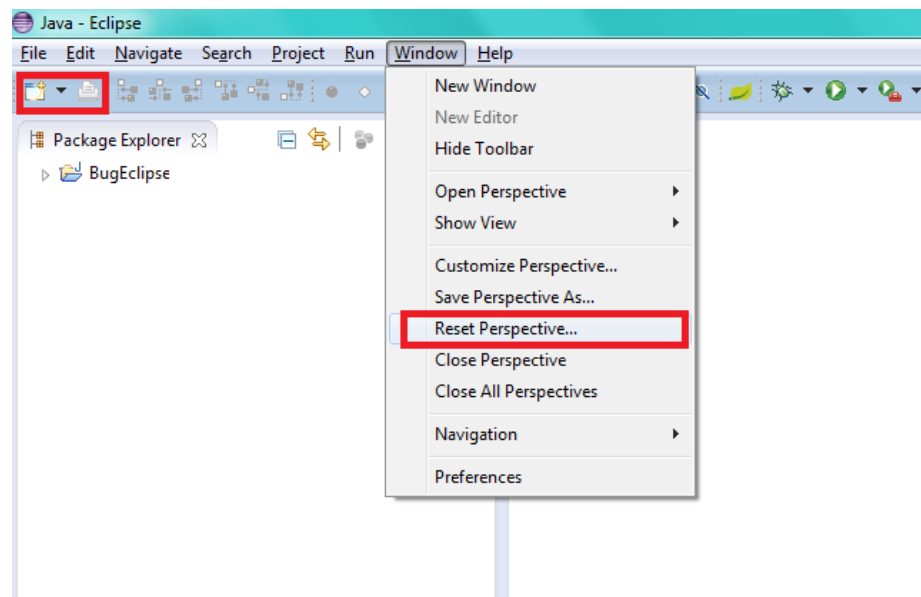 Java - Eclipse
File Edit Navigate Search Project Run Window Help
Package Explorer
BugEclipse
New Window
New Editor
Hide Toolbar
Open Perspective
Show View
Customize Perspective...
Save Perspective As...
Reset Perspective...
Close Perspective
Close All Perspectives
Navigation
Preferences